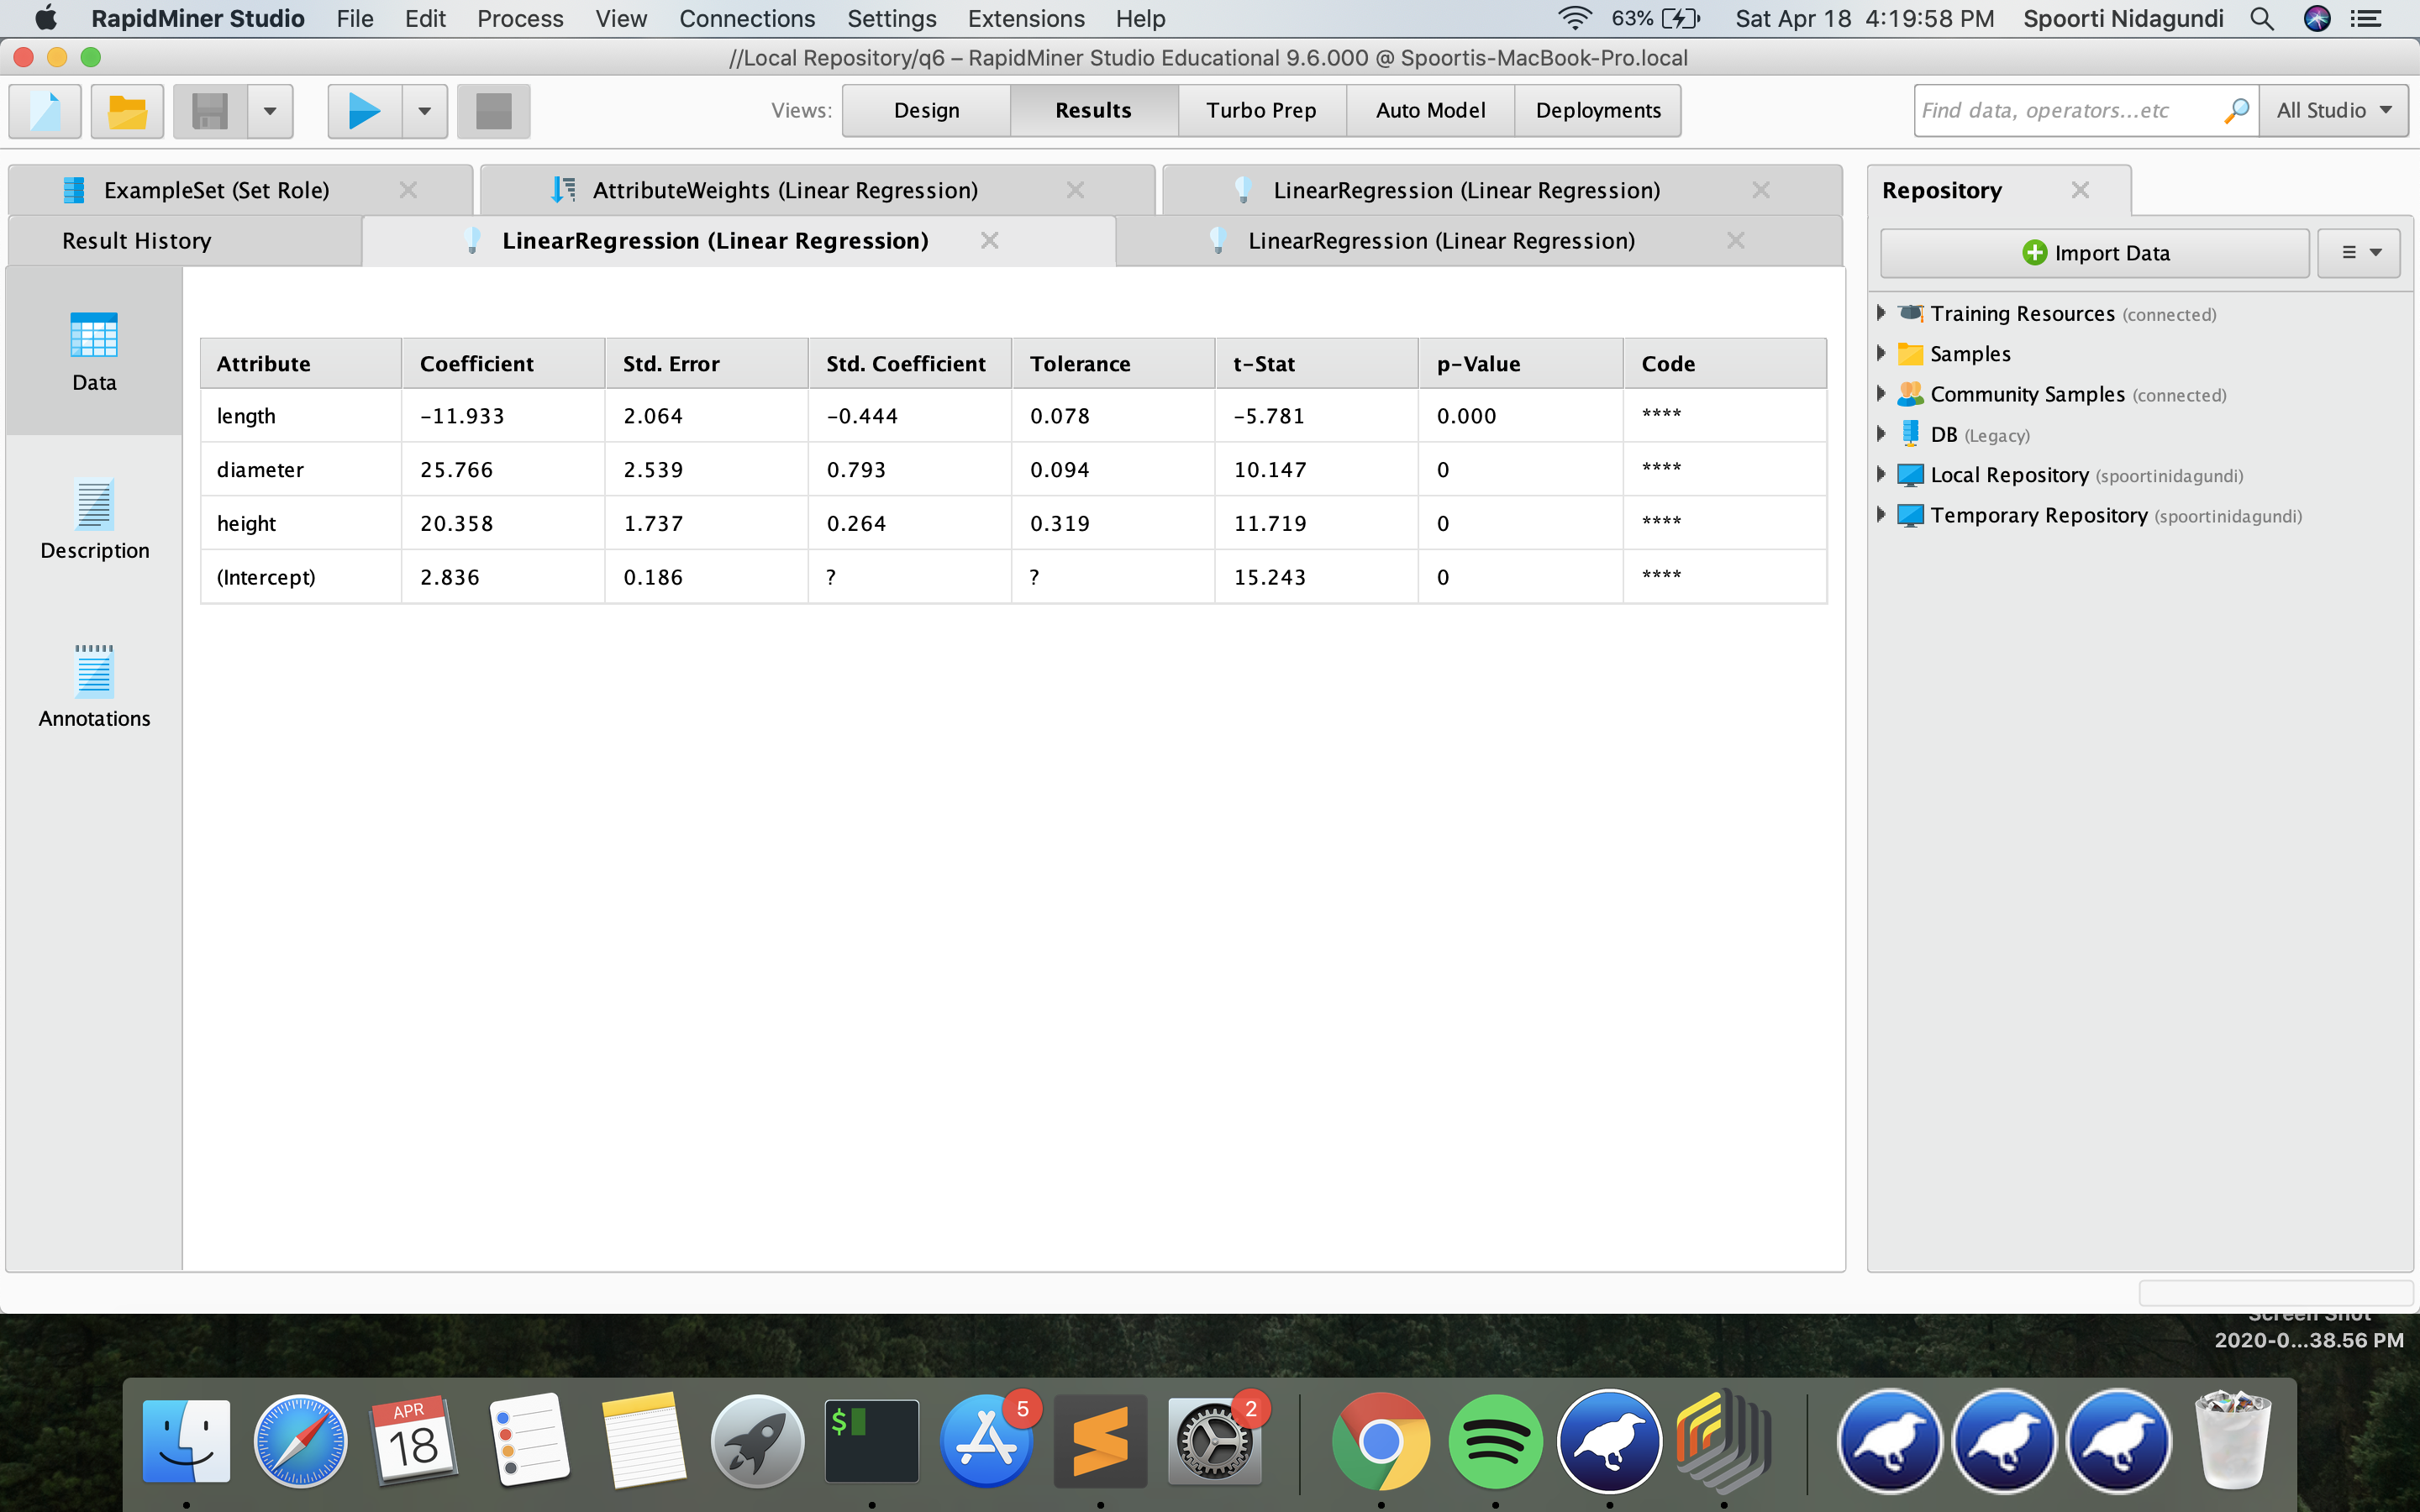 RapidMiner Studio File Edit Process View Connections Settings Extensions Help 63% Sat Apr 18 4:19:58 PM Spoorti Nidagundi
//Local Repository/q6 – RapidMiner Studio Educational 9.6.000 @ Spoortis-MacBook-Pro.local
Views: Design Results Turbo Prep Auto Model Deployments Find data, operators...etc All Studio
ExampleSet (Set Role) AttributeWeights (Linear Regression) LinearRegression (Linear Regression) Repository
Result History LinearRegression (Linear Regression) LinearRegression (Linear Regression)
Import Data
Data
Description
Annotations
Attribute Coefficient Std. Error Std. Coefficient Tolerance t-Stat p-Value Code
length -11.933 2.064 -0.444 0.078 -5.781 0.000 ****
diameter 25.766 2.539 0.793 0.094 10.147 0 ****
height 20.358 1.737 0.264 0.319 11.719 0 ****
(Intercept) 2.836 0.186 ? ? 15.243 0 ****
Training Resources (connected)
Samples
Community Samples (connected)
DB (Legacy)
Local Repository (spoortinidagundi)
Temporary Repository (spoortinidagundi)
Screen Shot
2020-0...38.56 PM
APR
18
$
5
2